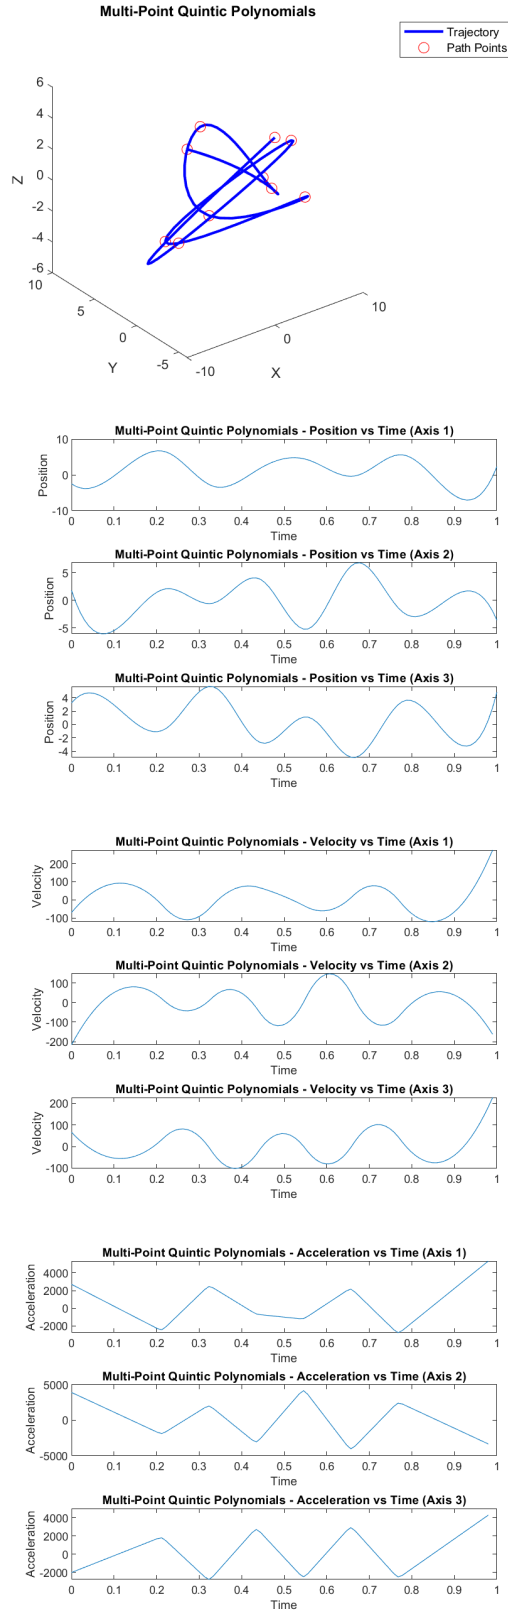 Multi-Point Quintic Polynomials
Trajectory
Path Points
6
4
2
0
-2
-4
-6
Z
10
5
0
-5
Y
-10
0
10
X
Multi-Point Quintic Polynomials - Position vs Time (Axis 1)
10
0
-10
Position
0 0.1 0.2 0.3 0.4 0.5 0.6 0.7 0.8 0.9 1
Time
Multi-Point Quintic Polynomials - Position vs Time (Axis 2)
5
0
-5
Position
0 0.1 0.2 0.3 0.4 0.5 0.6 0.7 0.8 0.9 1
Time
Multi-Point Quintic Polynomials - Position vs Time (Axis 3)
4
2
0
-2
-4
Position
0 0.1 0.2 0.3 0.4 0.5 0.6 0.7 0.8 0.9 1
Time
Multi-Point Quintic Polynomials - Velocity vs Time (Axis 1)
200
100
0
-100
Velocity
0 0.1 0.2 0.3 0.4 0.5 0.6 0.7 0.8 0.9 1
Time
Multi-Point Quintic Polynomials - Velocity vs Time (Axis 2)
100
0
-100
-200
Velocity
0 0.1 0.2 0.3 0.4 0.5 0.6 0.7 0.8 0.9 1
Time
Multi-Point Quintic Polynomials - Velocity vs Time (Axis 3)
200
100
0
-100
Velocity
0 0.1 0.2 0.3 0.4 0.5 0.6 0.7 0.8 0.9 1
Time
Multi-Point Quintic Polynomials - Acceleration vs Time (Axis 1)
4000
2000
0
-2000
Acceleration
0 0.1 0.2 0.3 0.4 0.5 0.6 0.7 0.8 0.9 1
Time
Multi-Point Quintic Polynomials - Acceleration vs Time (Axis 2)
5000
0
-5000
Acceleration
0 0.1 0.2 0.3 0.4 0.5 0.6 0.7 0.8 0.9 1
Time
Multi-Point Quintic Polynomials - Acceleration vs Time (Axis 3)
4000
2000
0
-2000
Acceleration
0 0.1 0.2 0.3 0.4 0.5 0.6 0.7 0.8 0.9 1
Time